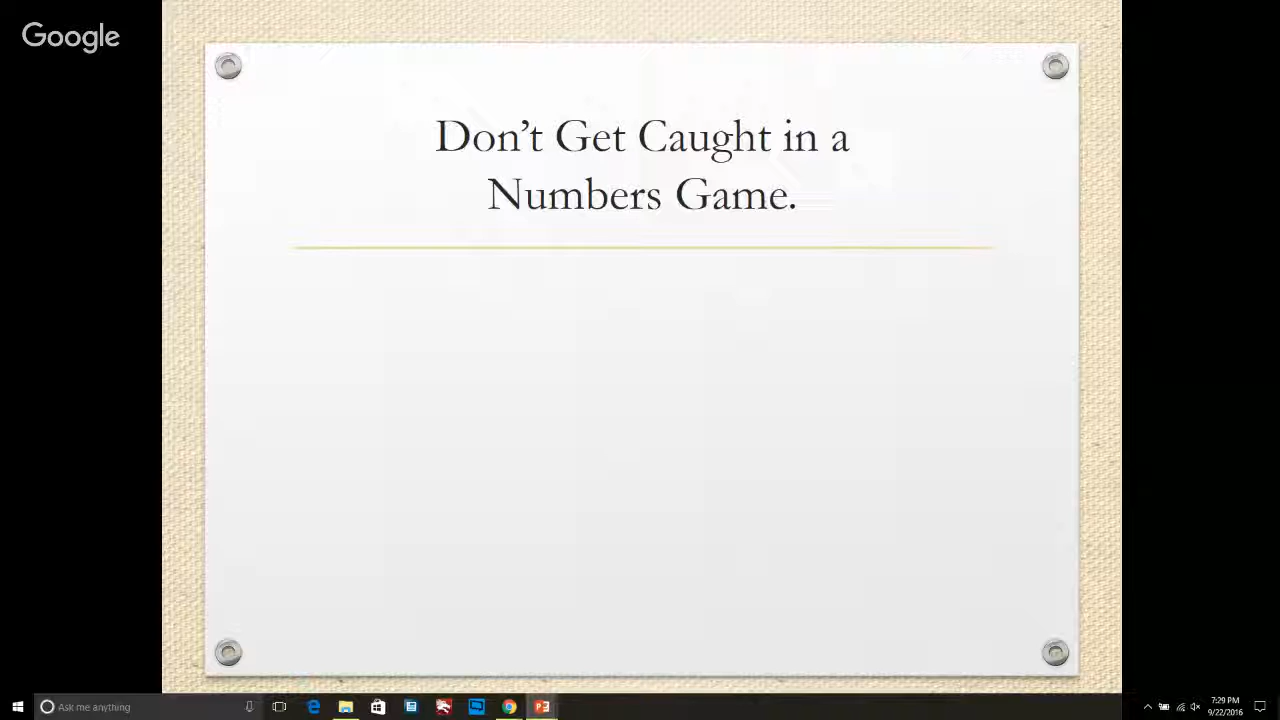 Google
Don't Get Caught in a
Numbers Game.
Ask me anything
7:29 PM
9/22/2016